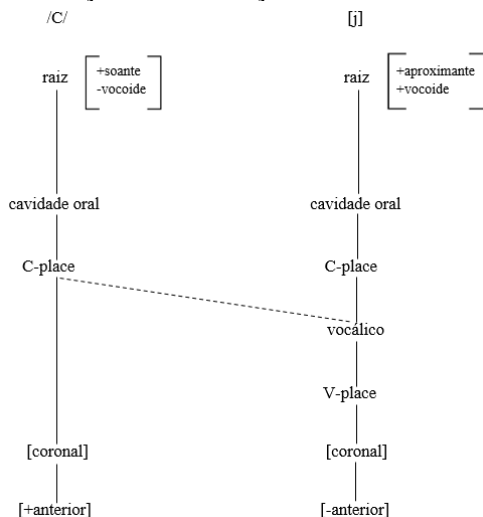 /C/ [j]
raiz +soante raiz +aproximante
-vocoide +vocoide
cavidade oral cavidade oral
C-place C-place
vocálico
V-place
[coronal] [coronal]
[+anterior] [-anterior]